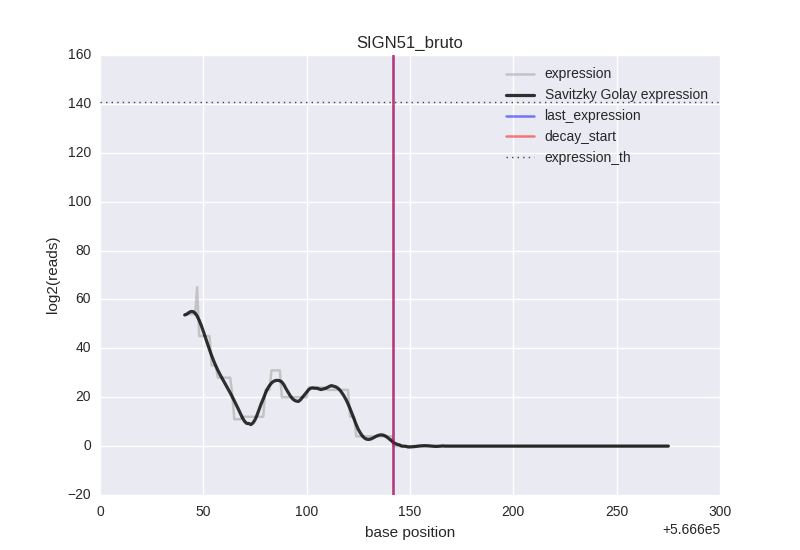 SIGN51_bruto
160
140
120
100
80
60
40
20
0
−20
log2(reads)
expression
Savitzky Golay expression
last_expression
decay_start
expression_th
0 50 100 150 200 250 300
+5.666e5
base position